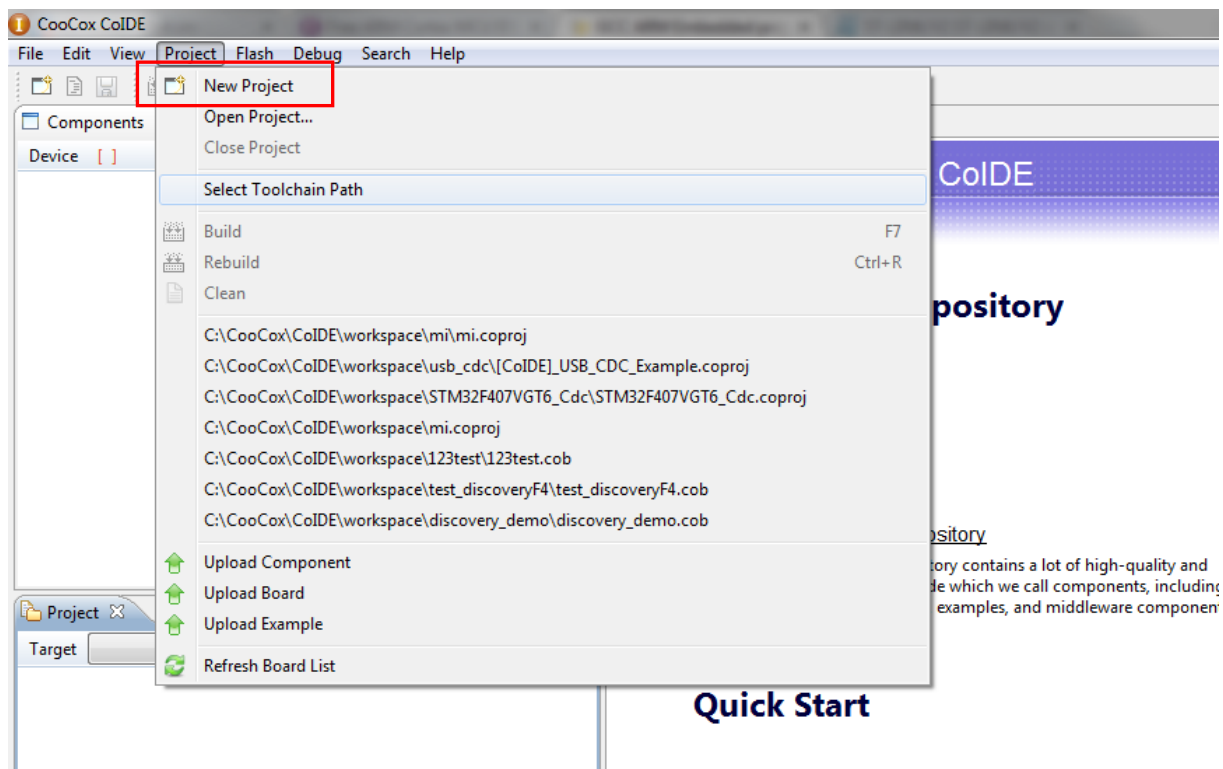 CooCox CoIDE
File Edit View Project Flash Debug Search Help
New Project
Components
Open Project...
Device [ ]
Close Project
Select Toolchain Path
CoIDE
Build F7
Rebuild Ctrl+R
Clean
pository
C:\CooCox\CoIDE\workspace\mi\mi.coproj
C:\CooCox\CoIDE\workspace\usb_cdc\[CoIDE]_USB_CDC_Example.coproj
C:\CooCox\CoIDE\workspace\STM32F407VGT6_Cdc\STM32F407VGT6_Cdc.coproj
C:\CooCox\CoIDE\workspace\mi.coproj
C:\CooCox\CoIDE\workspace\123test\123test.cob
C:\CooCox\CoIDE\workspace\test_discoveryF4\test_discoveryF4.cob
C:\CooCox\CoIDE\workspace\discovery_demo\discovery_demo.cob
ository
Upload Component
tory contains a lot of high-quality and
Upload Board
de which we call components, including
Project
examples, and middleware component
Upload Example
Target
Refresh Board List
Quick Start